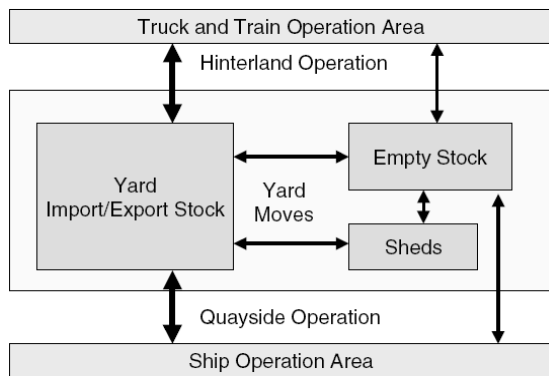 Truck and Train Operation Area
Hinterland Operation
Yard
Import/Export Stock
Yard
Moves
Empty Stock
Sheds
Quayside Operation
Ship Operation Area